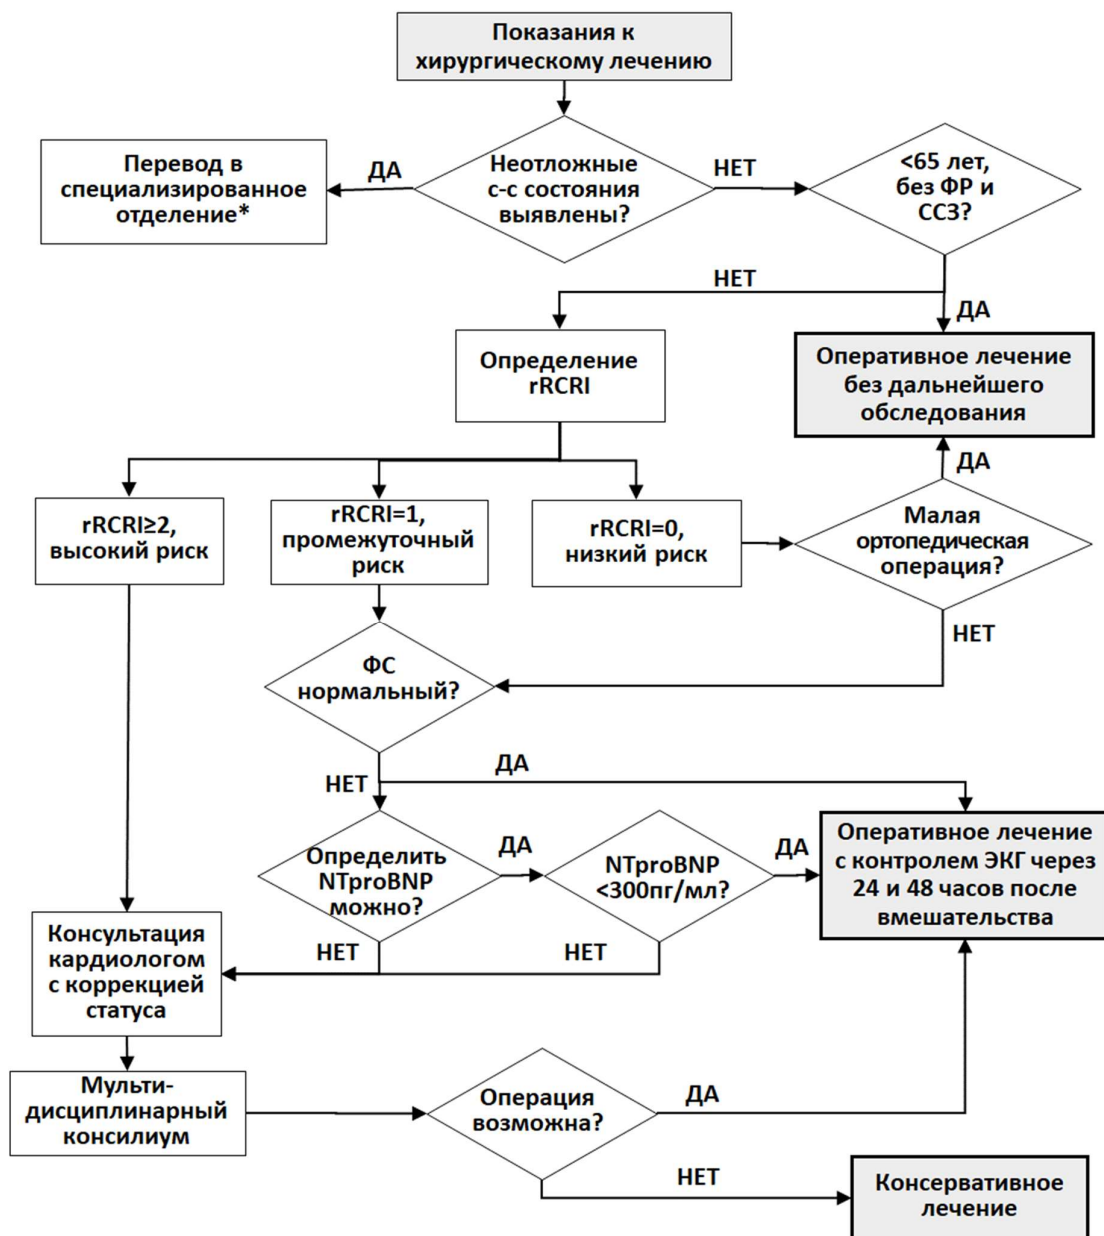 Показания к
хирургическому лечению
Неотложные
с-с состояния
выявлены?
ДА
НЕТ
Перевод в
специализированное
отделение*
<65 лет,
без ФР и
ССЗ?
НЕТ
ДА
Определение
rRCRI
Оперативное лечение
без дальнейшего
обследования
ДА
rRCRI≥2,
высокий риск
rRCRI=1,
промежуточный
риск
rRCRI=0,
низкий риск
Малая
ортопедическая
операция?
НЕТ
ФС
нормальный?
ДА
НЕТ
Определить
NTproBNP
можно?
ДА
NTproBNP
<300пг/мл?
ДА
Оперативное лечение
с контролем ЭКГ через
24 и 48 часов после
вмешательства
НЕТ
НЕТ
Консультация
кардиологом
с коррекцией
статуса
Мульти-
дисциплинарный
консилиум
Операция
возможна?
ДА
НЕТ
Консервативное
лечение